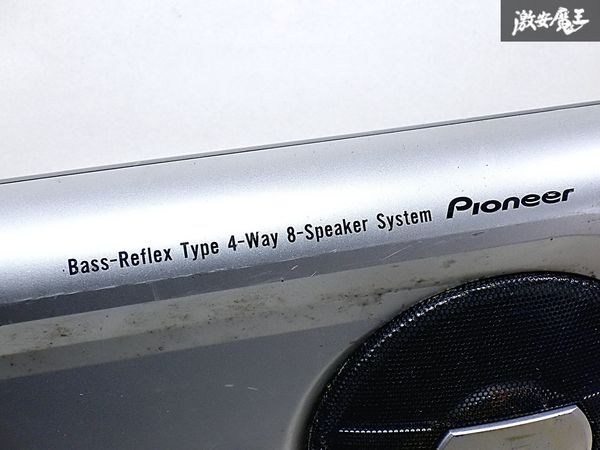 激安魔王
Bass-Reflex Type 4-Way 8-Speaker System Pioneer